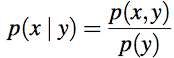 p(x | y) = p(x, y) / p(y)